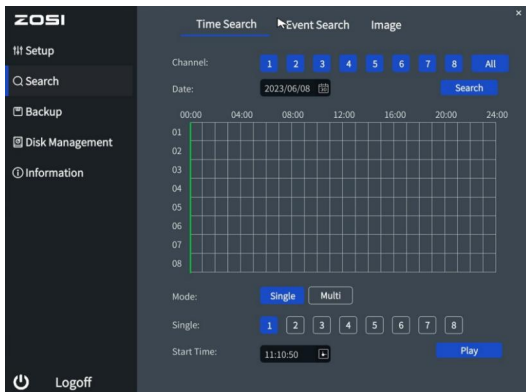 ZOSI
Time Search Event Search Image
Setup
Search
Backup
Disk Management
Information
Logoff
Channel: 1 2 3 4 5 6 7 8 All
Date: 2023/06/08 Search
00:00 04:00 08:00 12:00 16:00 20:00 24:00
01
02
03
04
05
06
07
08
Mode: Single Multi
Single: 1 2 3 4 5 6 7 8
Start Time: 11:10:50 Play